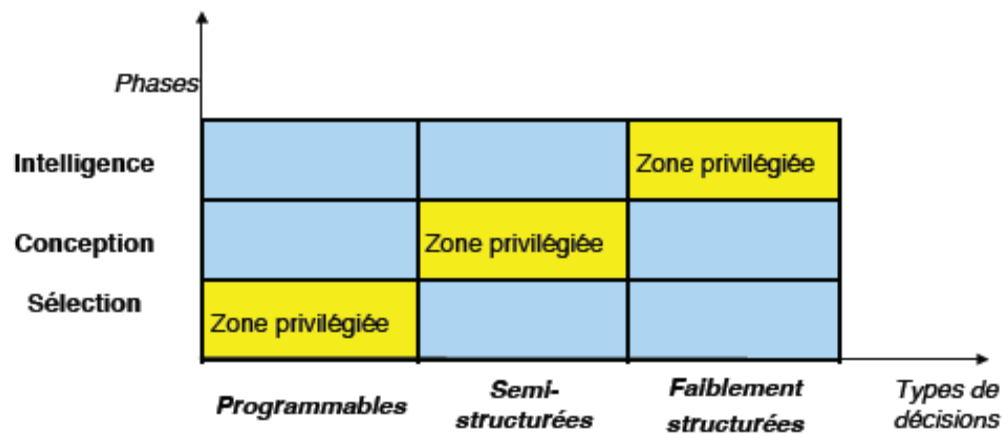 Phases
Intelligence
Zone privilégiée
Conception
Zone privilégiée
Sélection
Zone privilégiée
Programmables
Semi-
structurées
Faiblement
structurées
Types de
décisions